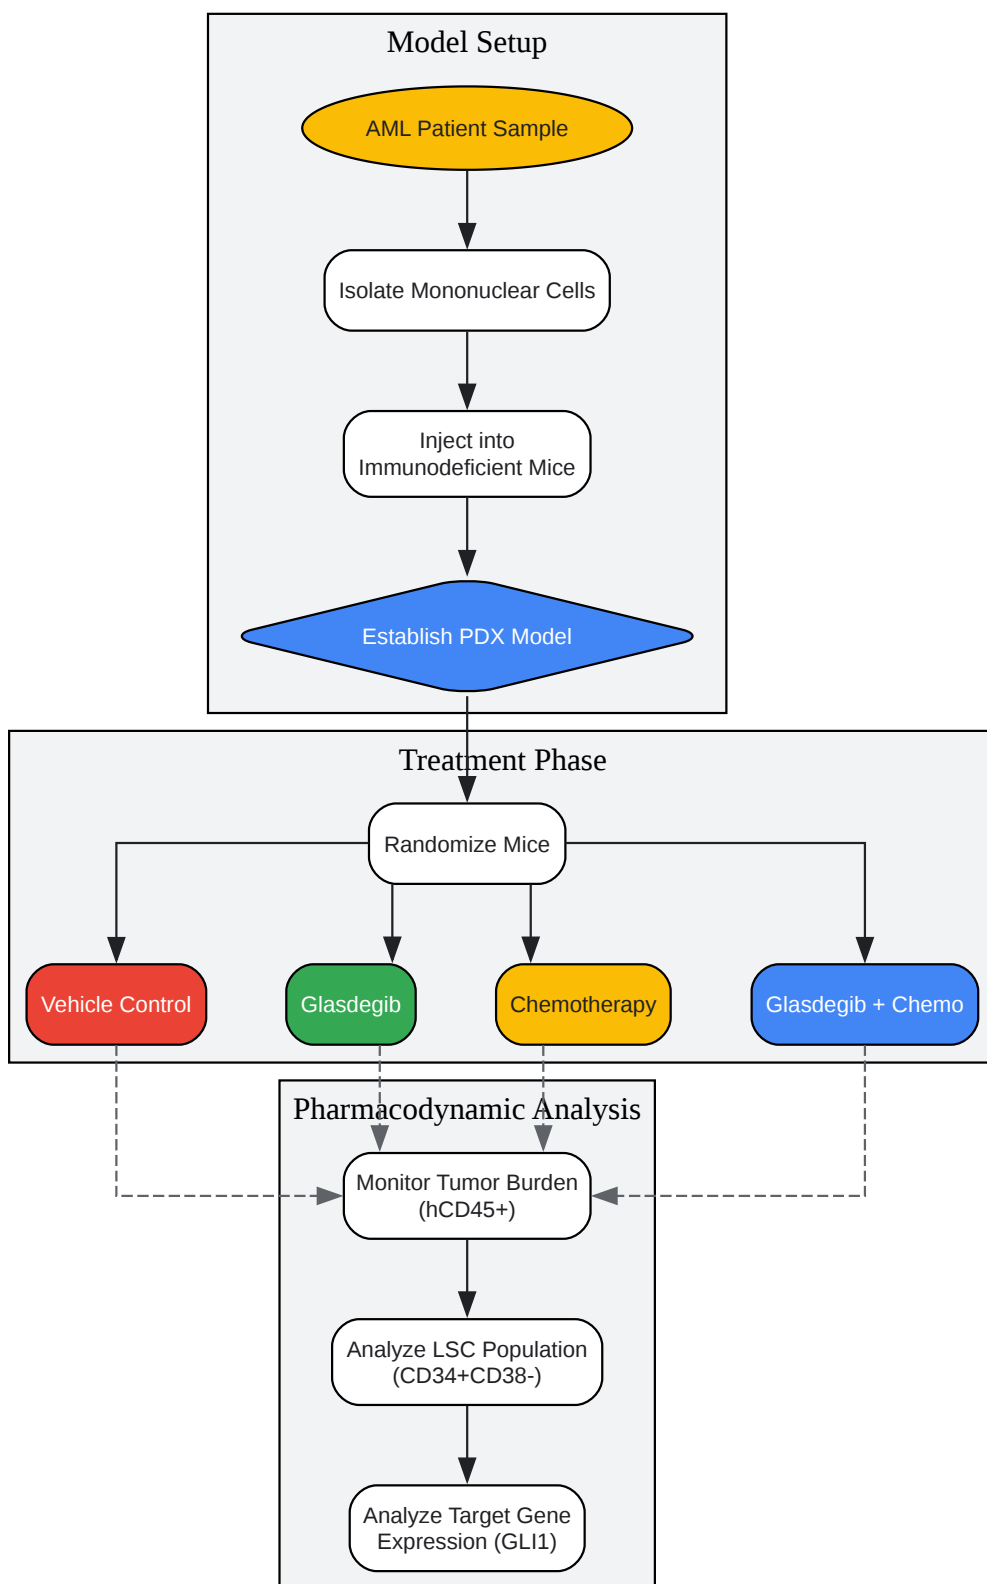 Model Setup
AML Patient Sample
Isolate Mononuclear Cells
Inject into
Immunodeficient Mice
Establish PDX Model
Treatment Phase
Randomize Mice
Vehicle Control
Glasdegib
Chemotherapy
Glasdegib + Chemo
Pharmacodynamic Analysis
Monitor Tumor Burden
(hCD45+)
Analyze LSC Population
(CD34+CD38-)
Analyze Target Gene
Expression (GLI1)